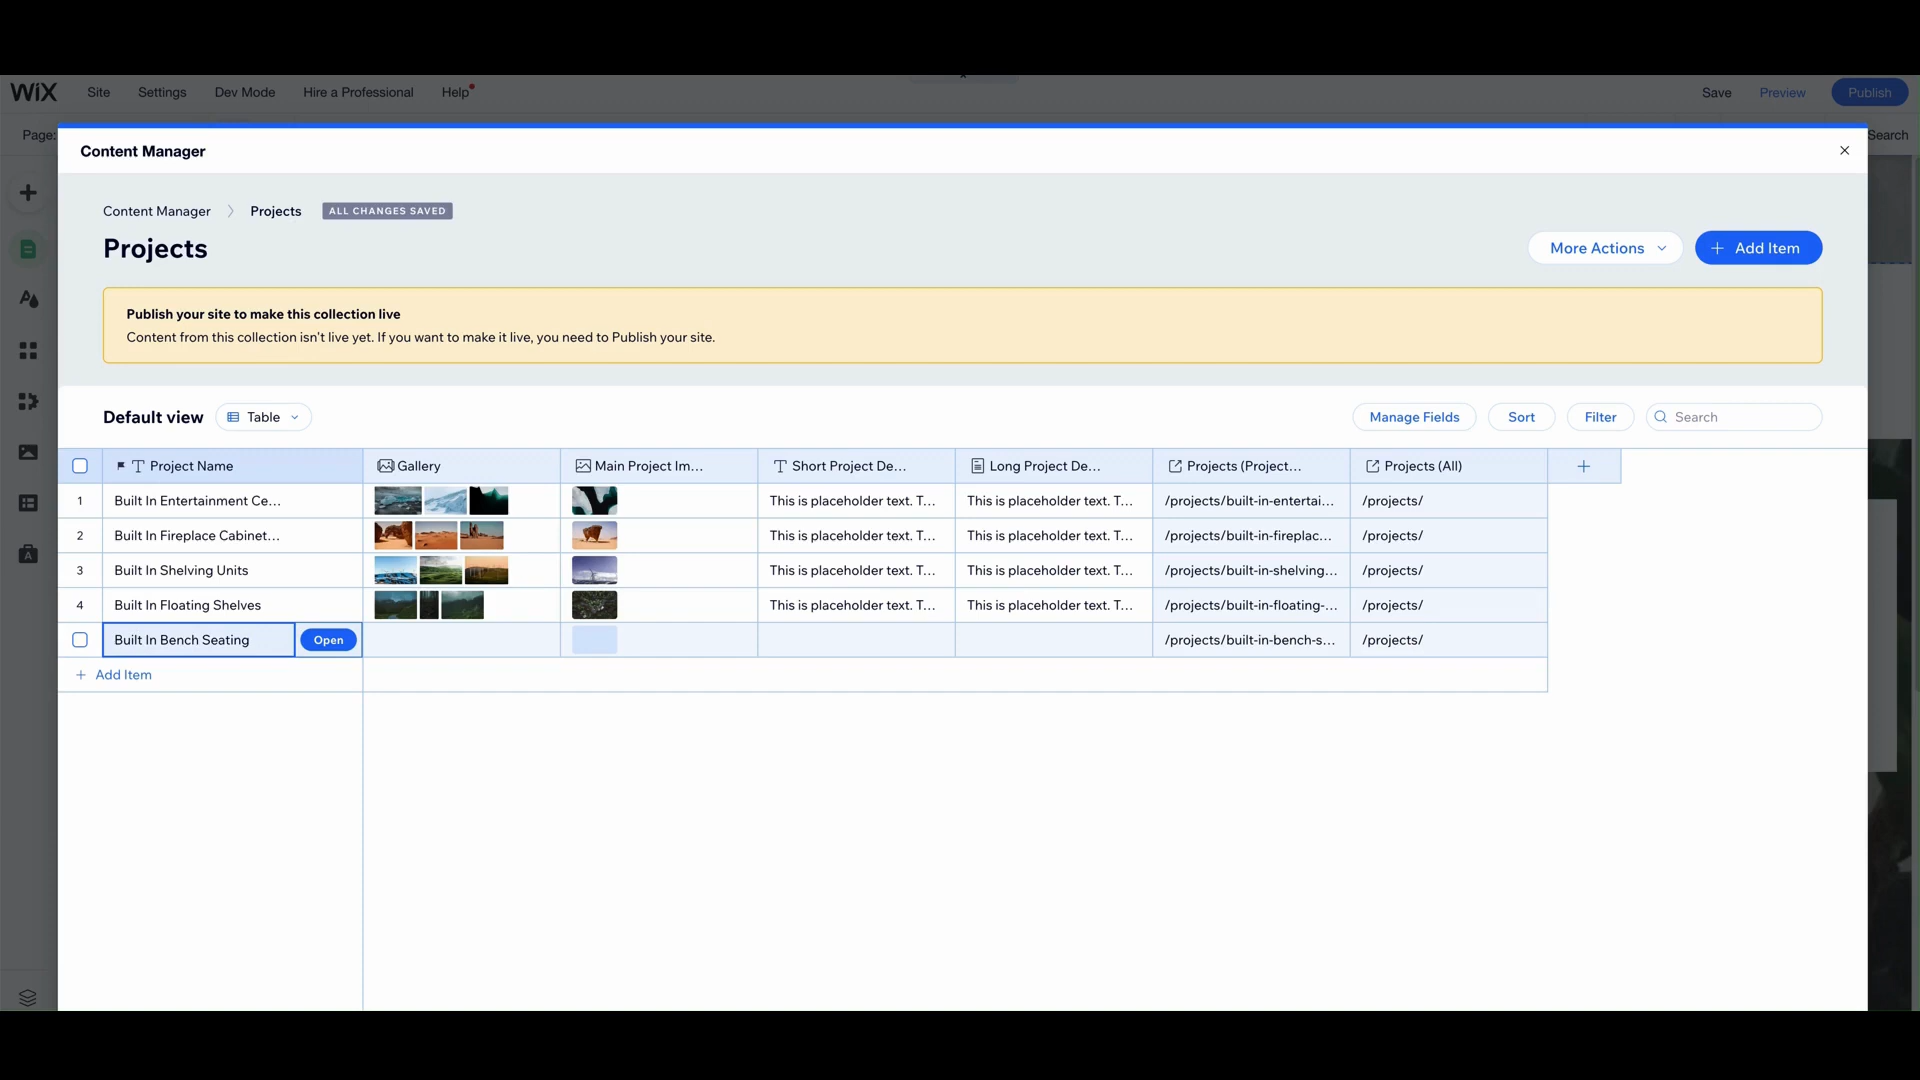 WiX Site Settings Dev Mode Hire a Professional Help Save Preview Publish
Page: Search
Content Manager
Content Manager Projects ALL CHANGES SAVED
Projects
More Actions Add Item
Publish your site to make this collection live
Content from this collection isn't live yet. If you want to make it live, you need to Publish your site.
Default view Table Manage Fields Sort Filter Search
Project Name Gallery Main Project Im... Short Project De... Long Project De... Projects (Project... Projects (All)
1 Built In Entertainment Ce... This is placeholder text. T... This is placeholder text. T... /projects/built-in-entertai... /projects/
2 Built In Fireplace Cabinet... This is placeholder text. T... This is placeholder text. T... /projects/built-in-fireplac... /projects/
3 Built In Shelving Units This is placeholder text. T... This is placeholder text. T... /projects/built-in-shelving... /projects/
4 Built In Floating Shelves This is placeholder text. T... This is placeholder text. T... /projects/built-in-floating-... /projects/
Built In Bench Seating Open /projects/built-in-bench-s... /projects/
+ Add Item